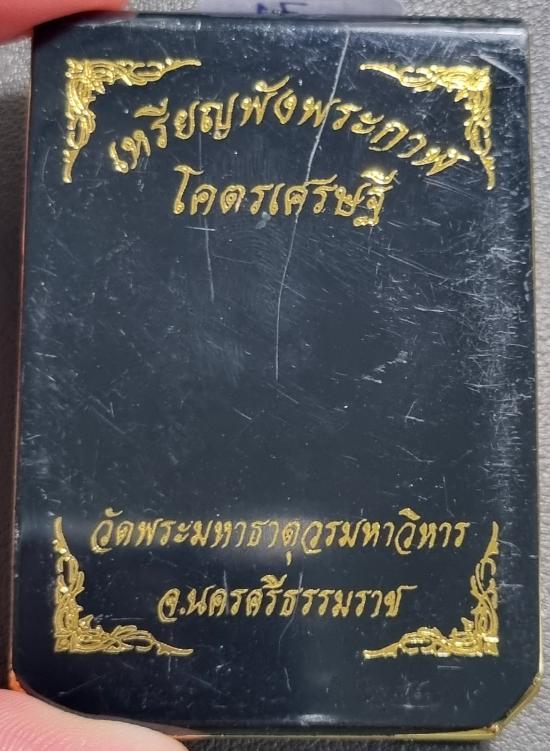 เหรียญพังพระกาฬ
โคตรเศรษฐี
วัดพระมหาธาตุวรมหาวิหาร
จ.นครศรีธรรมราช